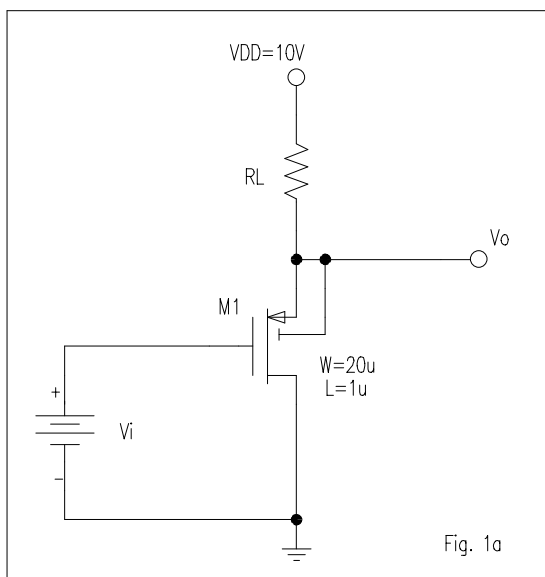 VDD=10V
RL
Vo
M1
W=20u
L=1u
+
Vi
-
Fig. 1a